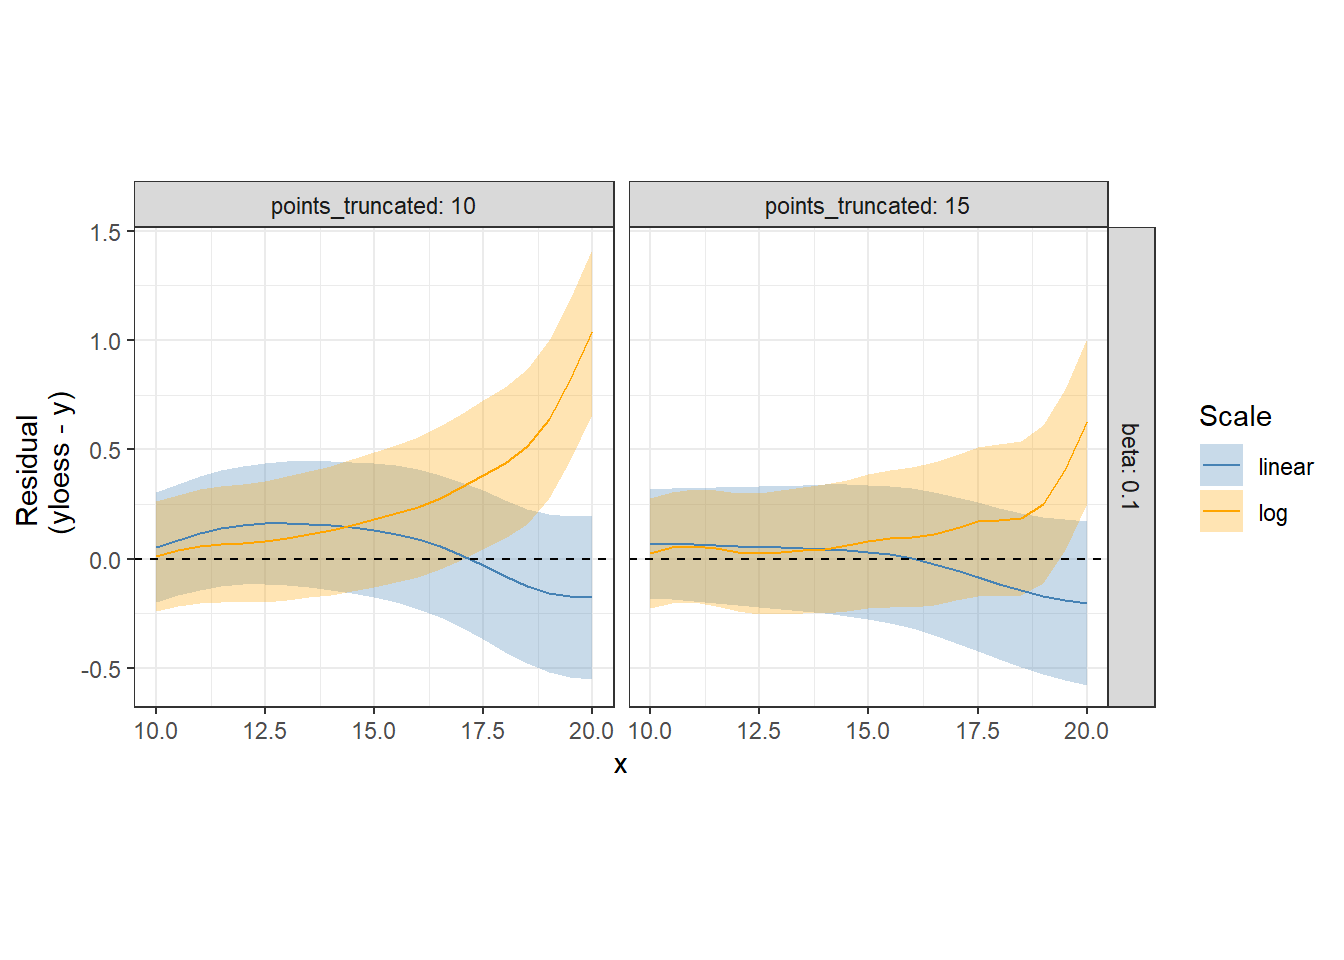 points_truncated: 10
points_truncated: 15
1.5
1.0
0.5
0.0
-0.5
Residual
(yloess - y)
beta: 0.1
Scale
linear
log
10.0 12.5 15.0 17.5 20.0
10.0 12.5 15.0 17.5 20.0
x